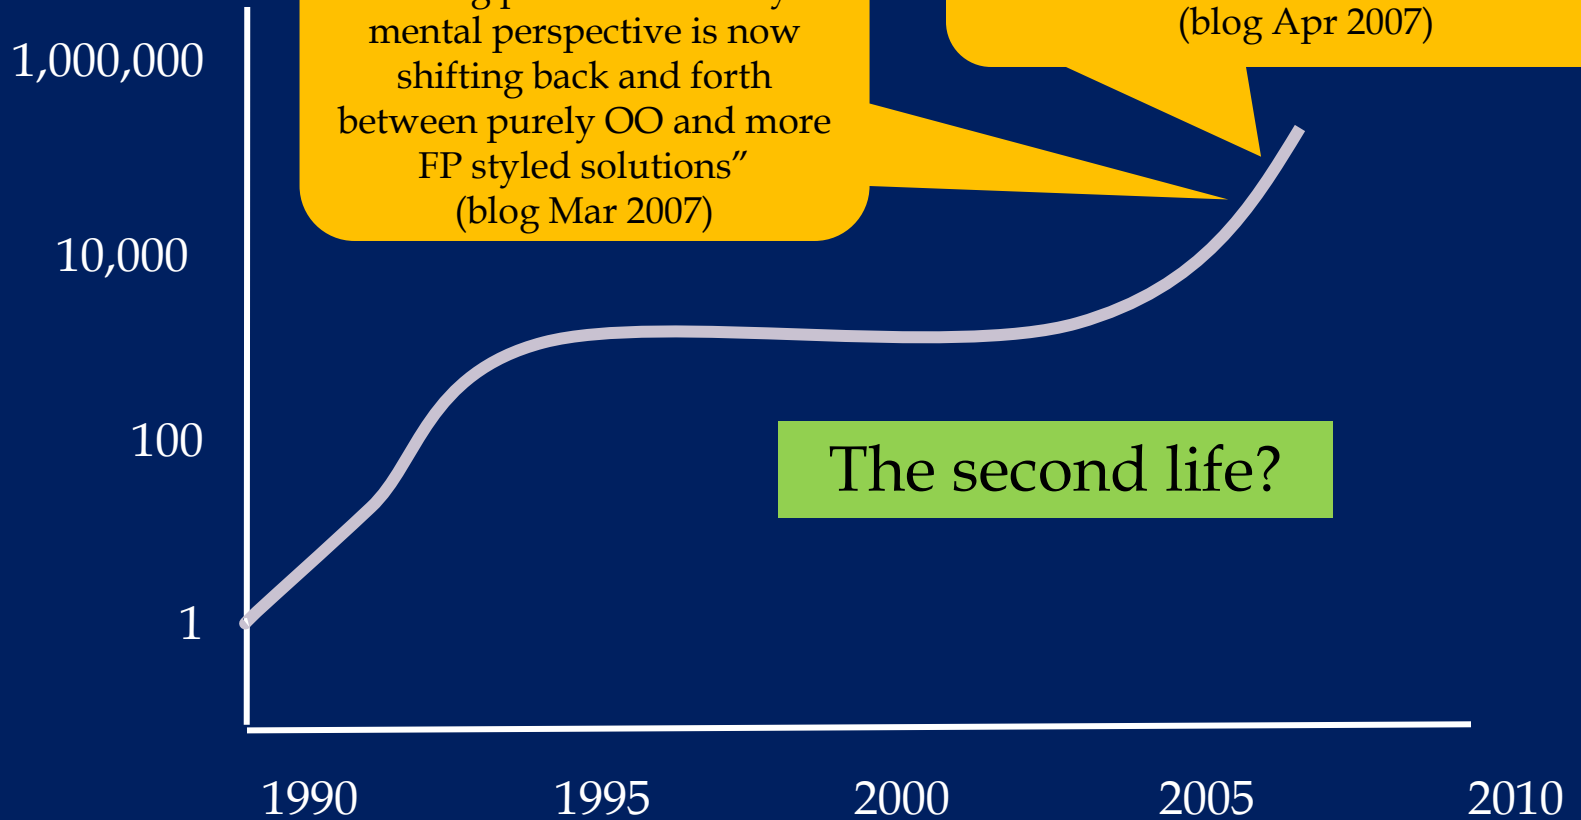 mental perspective is now
shifting back and forth
between purely OO and more
FP styled solutions”
(blog Mar 2007)
(blog Apr 2007)
1,000,000
10,000
100
1
The second life?
1990
1995
2000
2005
2010